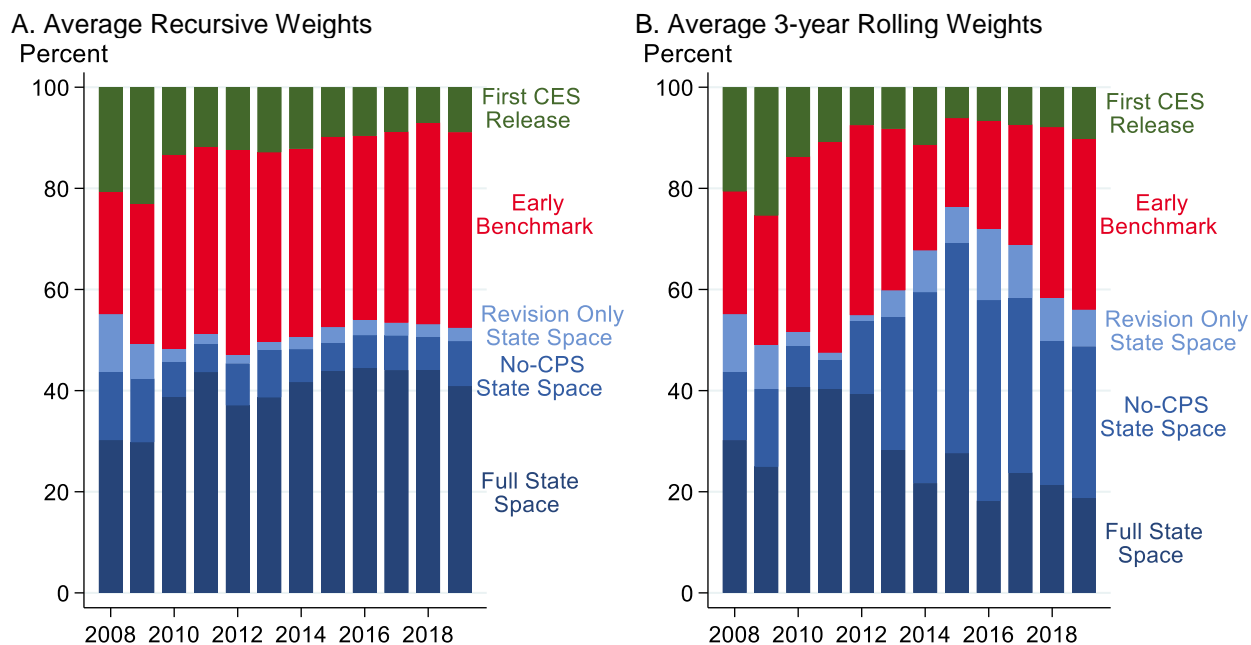 A. Average Recursive Weights
Percent
100
80
60
40
20
0
2008 2010 2012 2014 2016 2018
First CES
Release
Early
Benchmark
Revision Only
State Space
No-CPS
State Space
Full State
Space
B. Average 3-year Rolling Weights
Percent
100
80
60
40
20
0
2008 2010 2012 2014 2016 2018
First CES
Release
Early
Benchmark
Revision Only
State Space
No-CPS
State Space
Full State
Space